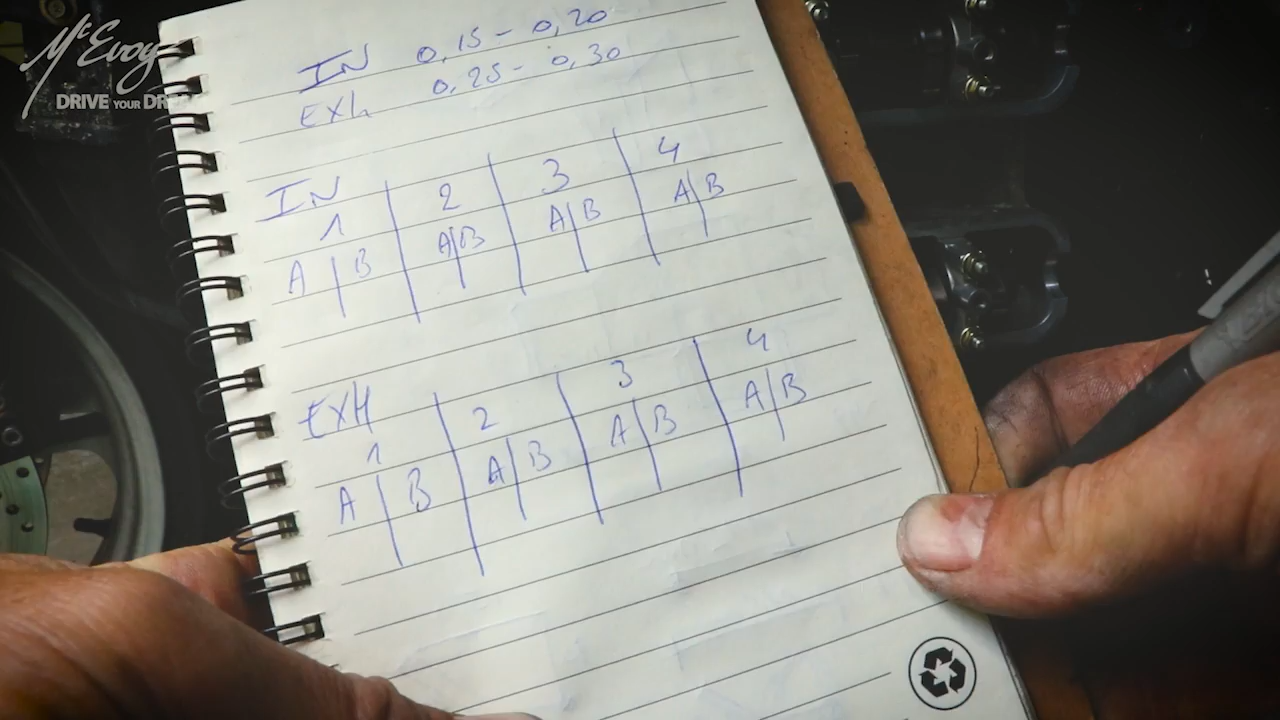 McEvoy
DRIVE YOUR DRE
IN 0,15 - 0,20
EXh 0,25 - 0,30
IN
1 2 3 4
A B A B A B A B
EXH
1 2 3 4
A B A B A B A B